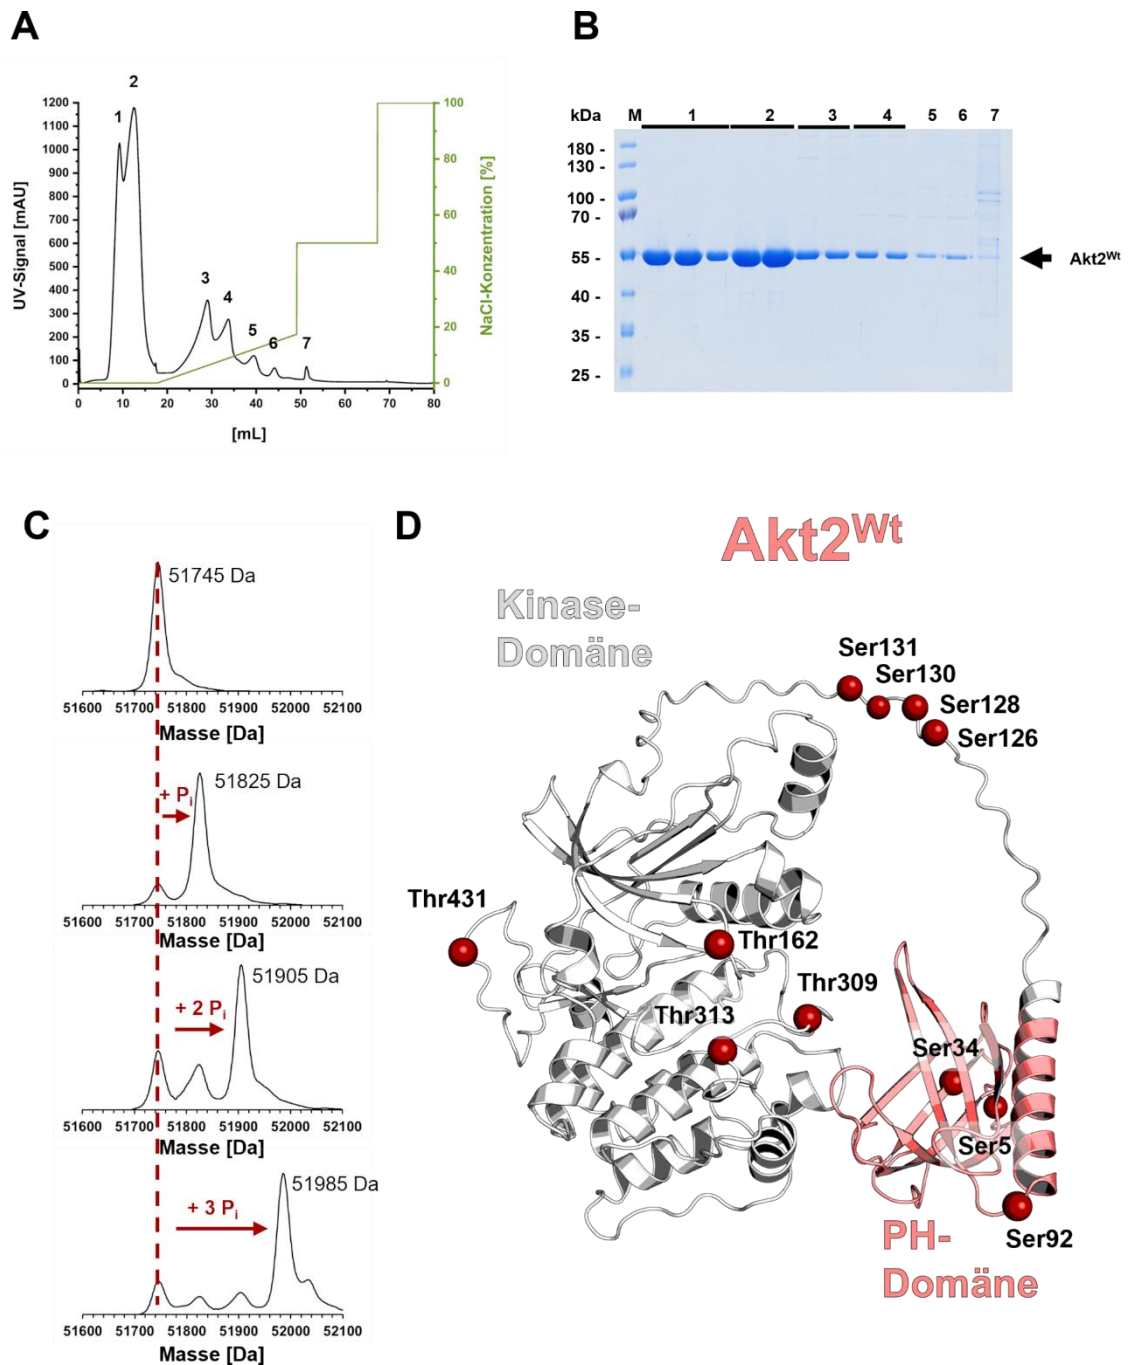 A
B
1
2
3
4
5
6
7
1200
1100
1000
900
800
700
600
500
400
300
200
100
0
UV-Signal [mAU]
0 10 20 30 40 50 60 70 80
[mL]
100
80
60
40
20
0
NaCl-Konzentration [%]
kDa M 1 2 3 4 5 6 7
180 -
130 -
100 -
70 -
55 -
40 -
35 -
25 -
Akt2Wt
C
51745 Da
51600 51700 51800 51900 52000 52100
Masse [Da]
51825 Da
+ Pi
51600 51700 51800 51900 52000 52100
Masse [Da]
51905 Da
+ 2 Pi
51600 51700 51800 51900 52000 52100
Masse [Da]
51985 Da
+ 3 Pi
51600 51700 51800 51900 52000 52100
Masse [Da]
D
Akt2Wt
Kinase-
Domäne
Ser131
Ser130
Ser128
Ser126
Thr431
Thr162
Thr309
Thr313
Ser34
Ser5
Ser92
PH-
Domäne